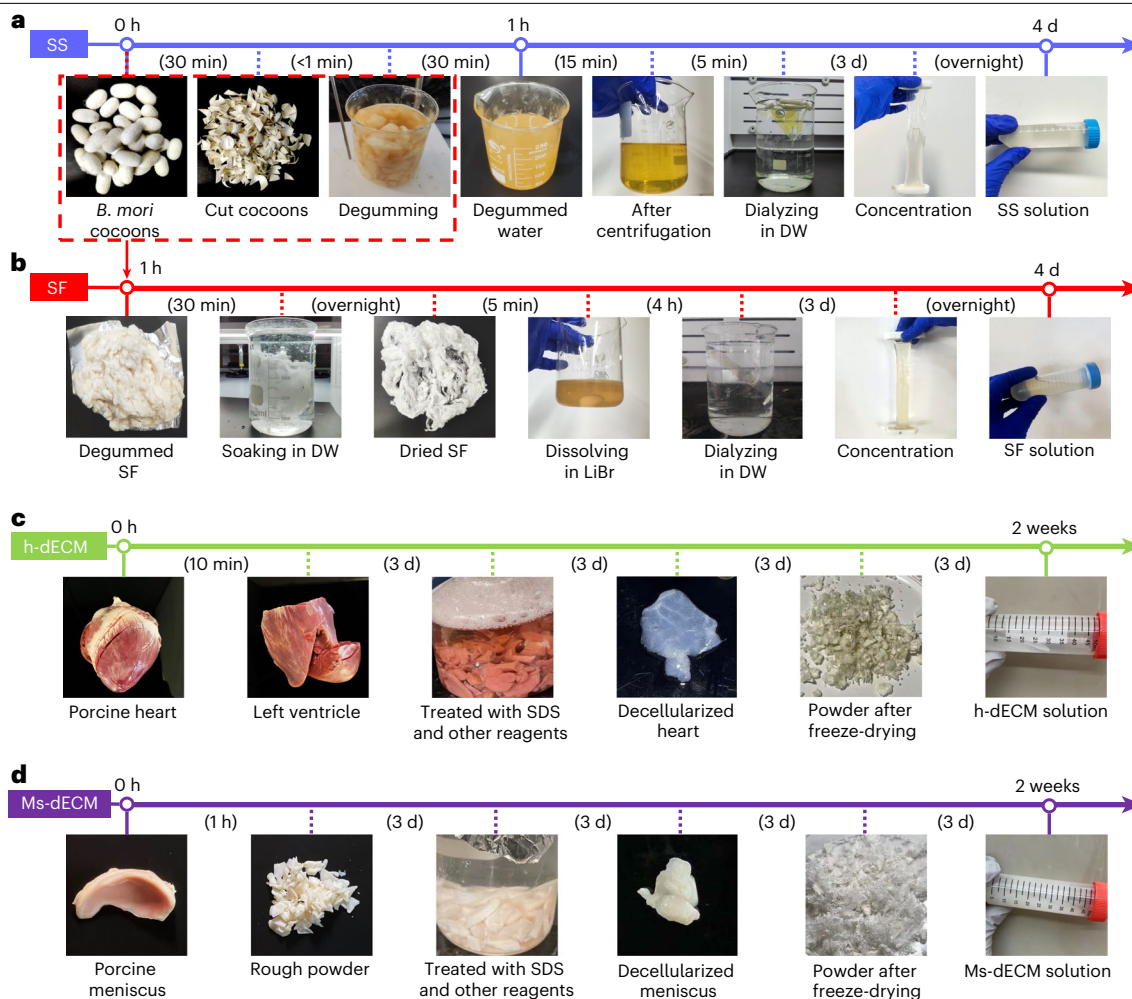 a
SS
0 h
1 h
4 d
(30 min)
(<1 min)
(30 min)
(15 min)
(5 min)
(3 d)
(overnight)
B. mori
cocoons
Cut cocoons
Degumming
Degummed
water
After
centrifugation
Dialyzing
in DW
Concentration
SS solution
b
SF
1 h
4 d
(30 min)
(overnight)
(5 min)
(4 h)
(3 d)
(overnight)
Degummed
SF
Soaking in DW
Dried SF
Dissolving
in LiBr
Dialyzing
in DW
Concentration
SF solution
c
h-dECM
0 h
2 weeks
(10 min)
(3 d)
(3 d)
(3 d)
(3 d)
Porcine heart
Left ventricle
Treated with SDS
and other reagents
Decellularized
heart
Powder after
freeze-drying
h-dECM solution
d
Ms-dECM
0 h
2 weeks
(1 h)
(3 d)
(3 d)
(3 d)
(3 d)
Porcine
meniscus
Rough powder
Treated with SDS
and other reagents
Decellularized
meniscus
Powder after
freeze-drying
Ms-dECM solution